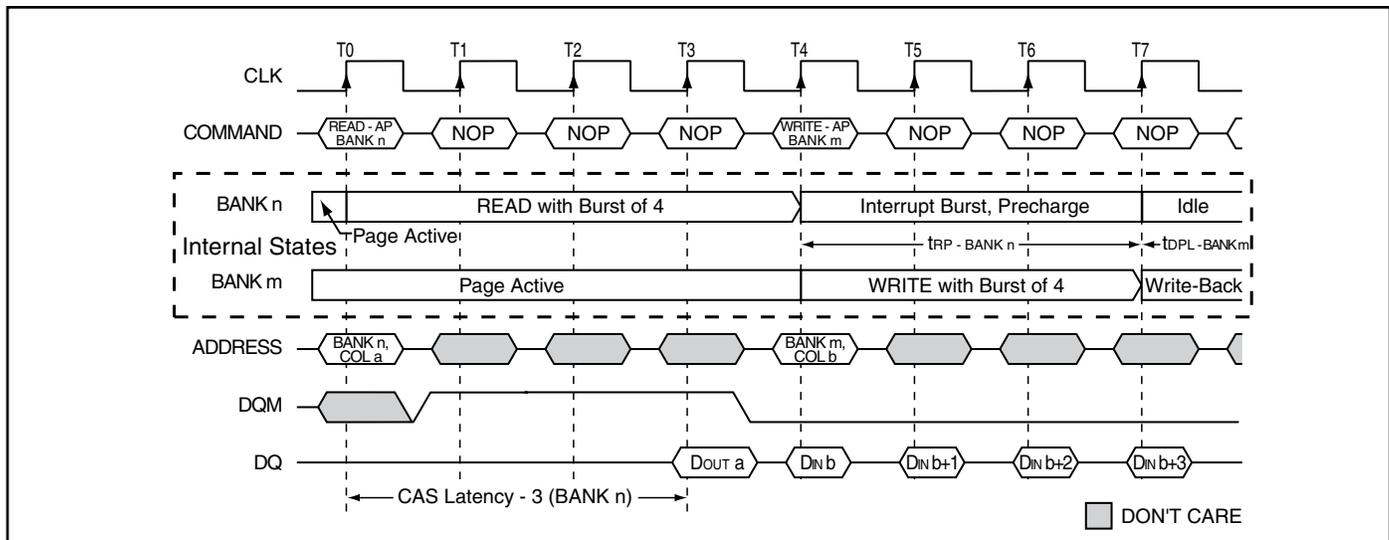 T0 T1 T2 T3 T4 T5 T6 T7
CLK
COMMAND READ - AP BANK n NOP NOP NOP WRITE - AP BANK m NOP NOP NOP
BANK n READ with Burst of 4 Interrupt Burst, Precharge Idle
Page Active tRP - BANK n tDPL - BANK m
Internal States
BANK m Page Active WRITE with Burst of 4 Write-Back
ADDRESS BANK n, COL a BANK m, COL b
DQM
DQ DOUT a DIN b DIN b+1 DIN b+2 DIN b+3
CAS Latency - 3 (BANK n)
DON'T CARE